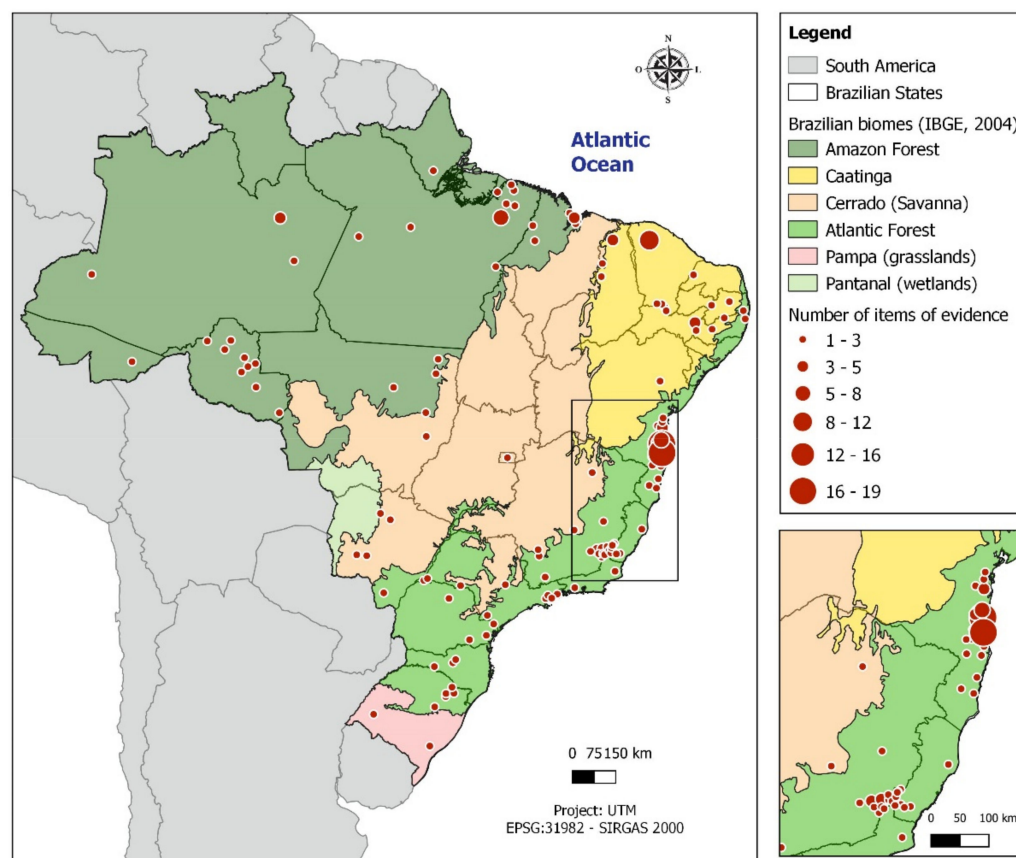 N
O
L
S
Atlantic
Ocean
0 75150 km
Project: UTM
EPSG:31982 - SIRGAS 2000
Legend
South America
Brazilian States
Brazilian biomes (IBGE, 2004)
Amazon Forest
Caatinga
Cerrado (Savanna)
Atlantic Forest
Pampa (grasslands)
Pantanal (wetlands)
Number of items of evidence
1 - 3
3 - 5
5 - 8
8 - 12
12 - 16
16 - 19
0 50 100 km